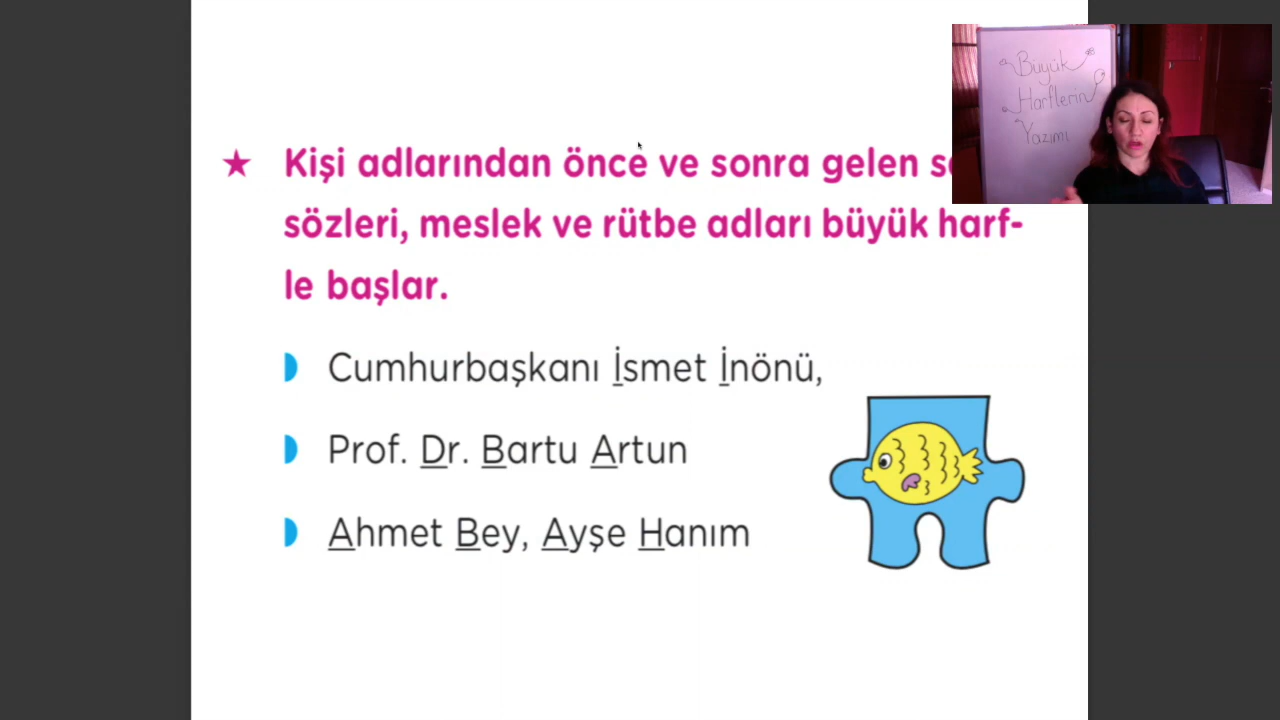 Büyük
Harflerin
Yazımı
★ Kişi adlarından önce ve sonra gelen
sözleri, meslek ve rütbe adları büyük harf-
le başlar.
Cumhurbaşkanı İsmet İnönü,
Prof. Dr. Bartu Artun
Ahmet Bey, Ayşe Hanım